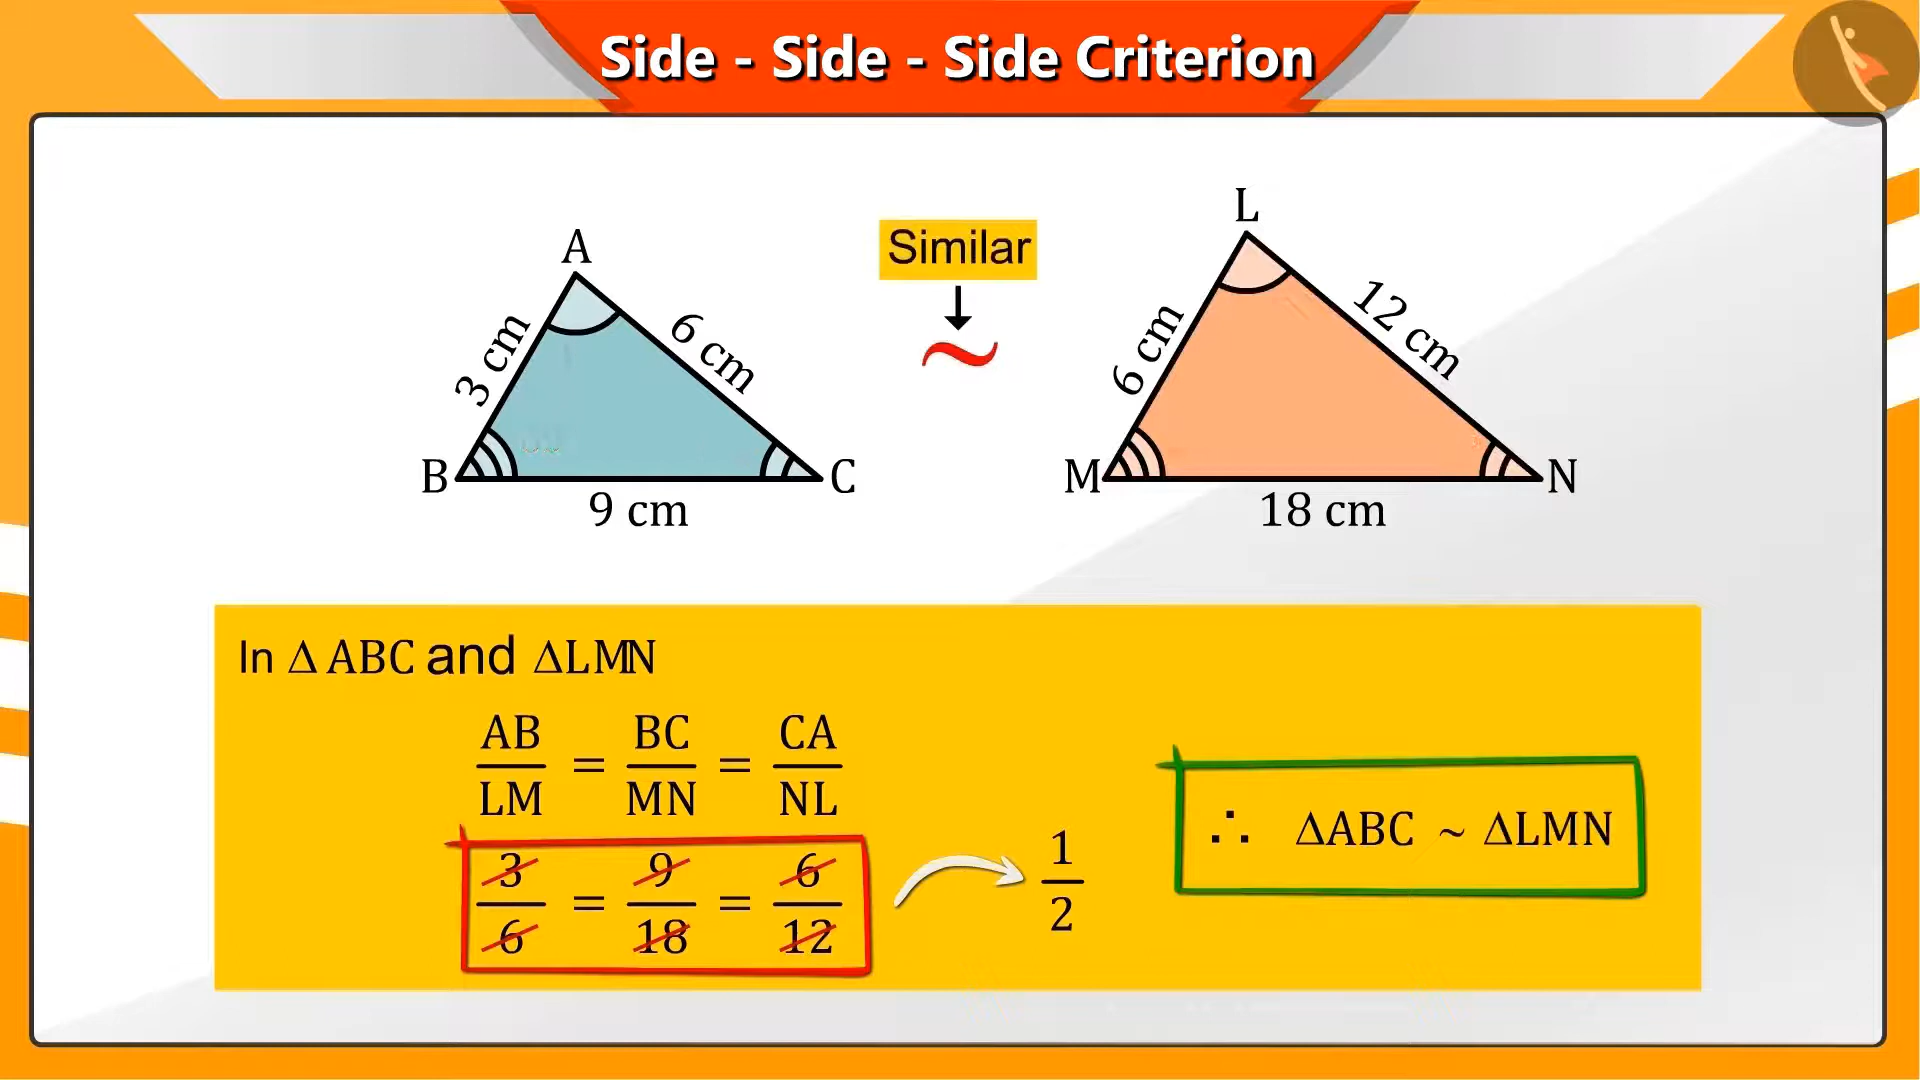 Side - Side - Side Criterion
A
3 cm
6 cm
B
C
9 cm
Similar
↓
~
L
6 cm
12 cm
M
N
18 cm
In Δ ABC and ΔLMN
AB/LM = BC/MN = CA/NL
3/6 = 9/18 = 6/12
1/2
∴ ΔABC ~ ΔLMN